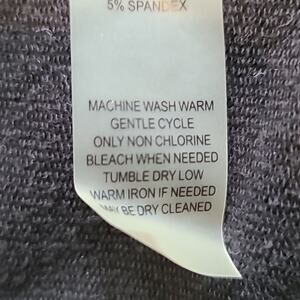 5% SPANDEX
MACHINE WASH WARM
GENTLE CYCLE
ONLY NON CHLORINE
BLEACH WHEN NEEDED
TUMBLE DRY LOW
WARM IRON IF NEEDED
MAY BE DRY CLEANED